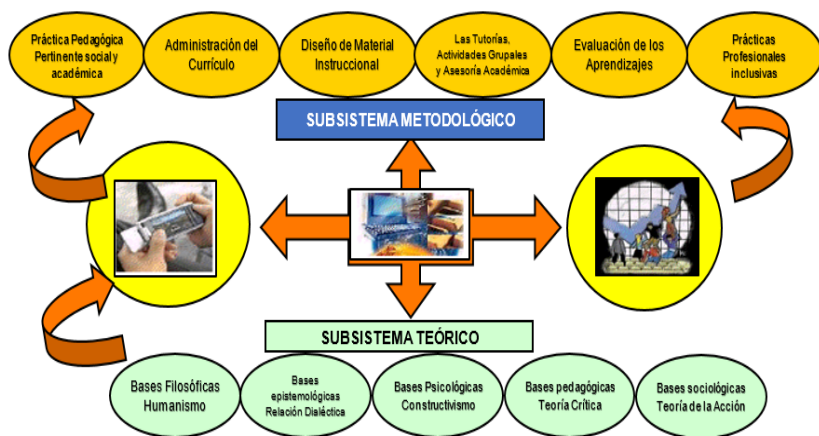 Práctica Pedagógica
Pertinente social y
académica
Administración del
Currículo
Diseño de Material
Instruccional
Las Tutorías,
Actividades Grupales
y Asesoría Académica
Evaluación de los
Aprendizajes
Prácticas
Profesionales
inclusivas
SUBSISTEMA METODOLÓGICO
SUBSISTEMA TEÓRICO
Bases Filosóficas
Humanismo
Bases
epistemológicas
Relación Dialéctica
Bases Psicológicas
Constructivismo
Bases pedagógicas
Teoría Crítica
Bases sociológicas
Teoría de la Acción